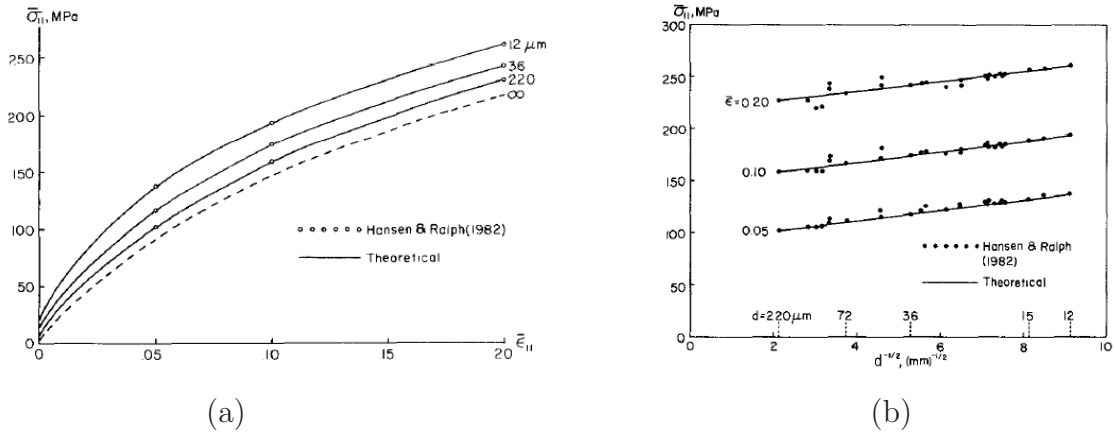 σ̅₁₁, MPa
250
200
150
100
50
0
0
.05
.10
.15
.20
ε̅₁₁
12 μm
36
220
∞
Hansen & Ralph (1982)
Theoretical
(a)
σ̅₁₁, MPa
300
250
200
150
100
50
0
ε̅=0.20
0.10
0.05
Hansen & Ralph
(1982)
Theoretical
d=220μm
72
36
15
12
0
2
4
6
8
10
d⁻¹/², (mm)⁻¹/²
(b)